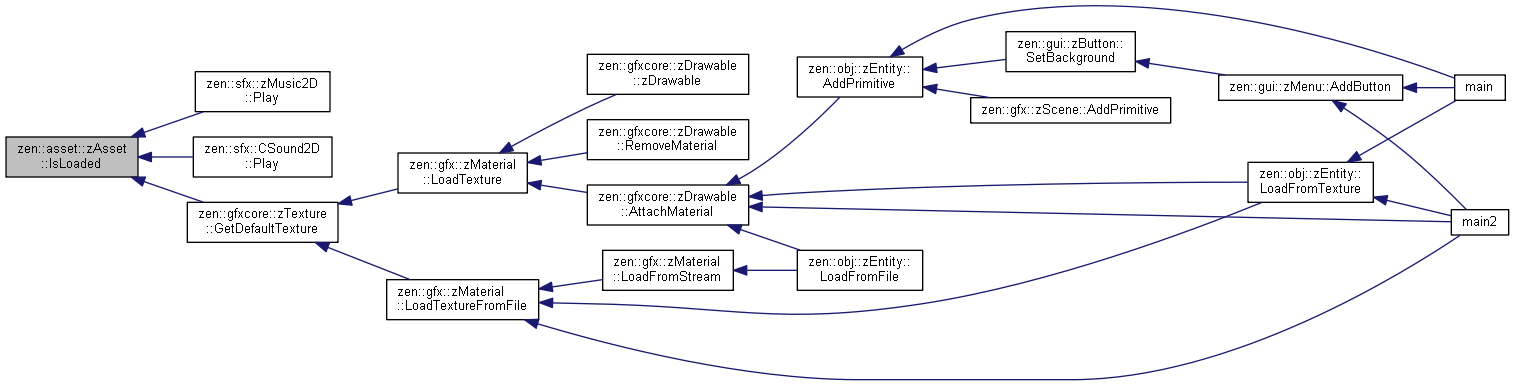 zen::asset::zAsset
::IsLoaded
zen::sfx::zMusic2D
::Play
zen::sfx::CSound2D
::Play
zen::gfxcore::zTexture
::GetDefaultTexture
zen::gfx::zMaterial
::LoadTexture
zen::gfx::zMaterial
::LoadTextureFromFile
zen::gfxcore::zDrawable
::zDrawable
zen::gfxcore::zDrawable
::RemoveMaterial
zen::gfxcore::zDrawable
::AttachMaterial
zen::gfx::zMaterial
::LoadFromStream
zen::obj::zEntity::
AddPrimitive
zen::obj::zEntity::
LoadFromFile
zen::gui::zButton::
SetBackground
zen::gfx::zScene::AddPrimitive
zen::gui::zMenu::AddButton
zen::obj::zEntity::
LoadFromTexture
main
main2